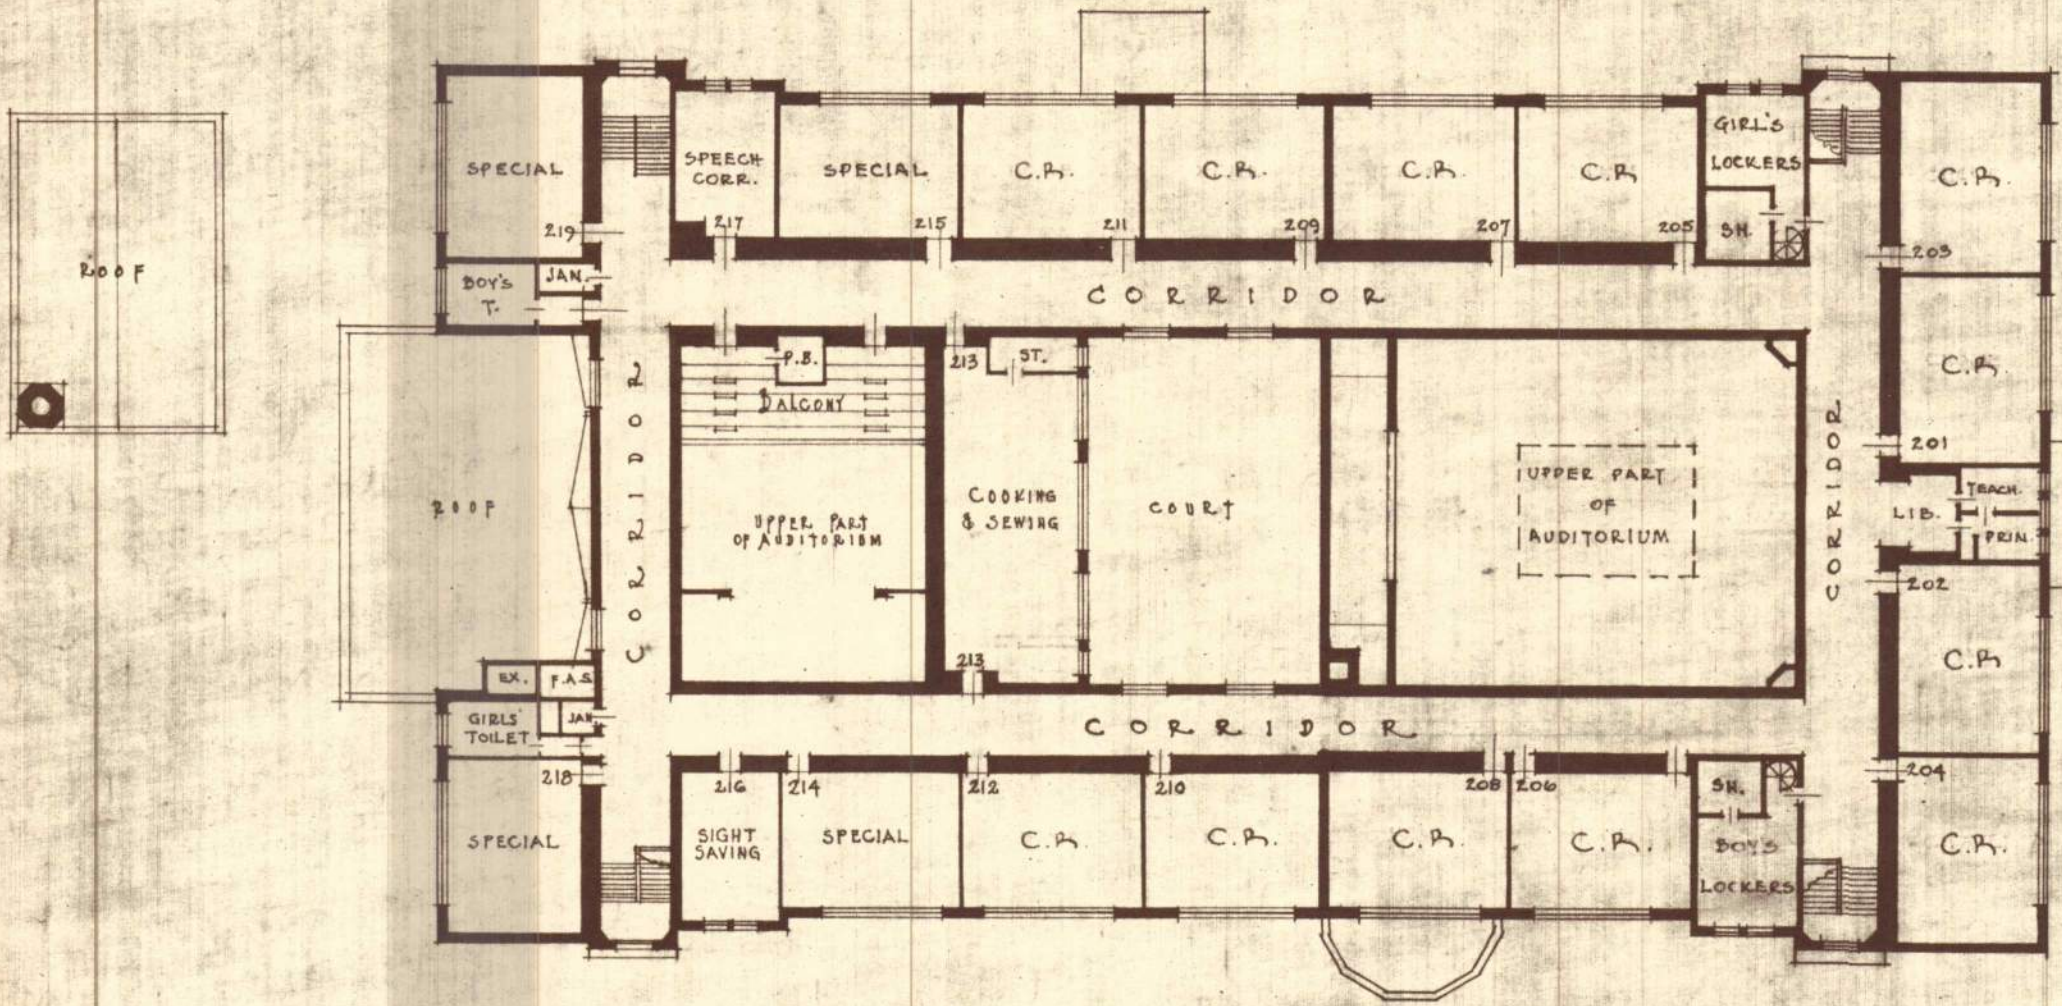 ROOF
SPECIAL
219
BOY'S
T.
JAN.
SPEECH
CORR.
217
SPECIAL
215
C.R.
211
C.R.
209
C.R.
207
C.R.
205
GIRL'S
LOCKERS
SH.
C.R.
203
CORRIDOR
C.R.
201
ROOF
CORRIDOR
P.B.
BALCONY
UPPER PART
OF AUDITORIUM
213
ST.
COOKING
& SEWING
213
COURT
UPPER PART
OF
AUDITORIUM
CORRIDOR
LIB.
TEACH.
PRIN.
202
C.R.
EX.
F.A.S
GIRLS'
TOILET
JAN
CORRIDOR
218
SPECIAL
216
SIGHT
SAVING
214
SPECIAL
212
C.R.
210
C.R.
208
C.R.
206
C.R.
SH.
BOY'S
LOCKERS
204
C.R.